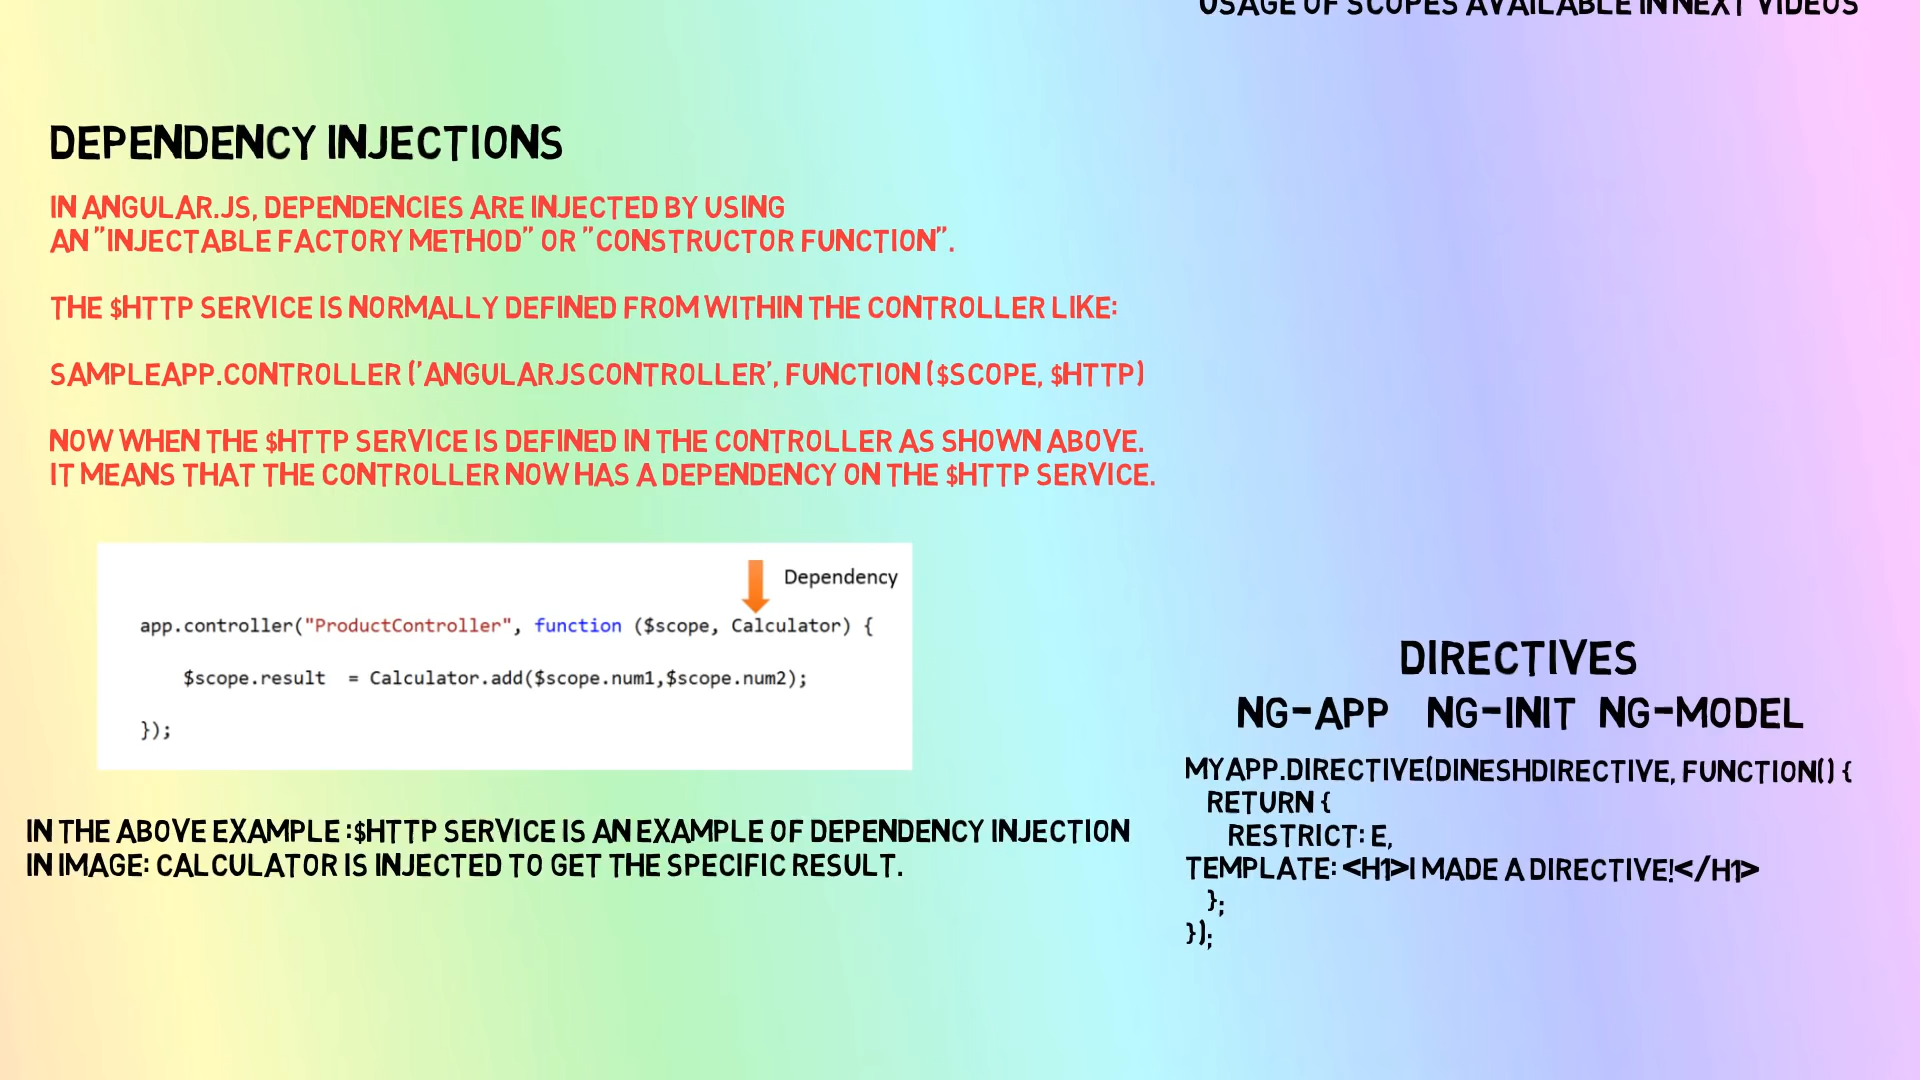 USAGE OF SCOPES AVAILABLE IN NEXT VIDEOS
DEPENDENCY INJECTIONS
IN ANGULAR.JS, DEPENDENCIES ARE INJECTED BY USING
AN "INJECTABLE FACTORY METHOD" OR "CONSTRUCTOR FUNCTION".
THE $HTTP SERVICE IS NORMALLY DEFINED FROM WITHIN THE CONTROLLER LIKE:
SAMPLEAPP.CONTROLLER ('ANGULARJSCONTROLLER', FUNCTION ($SCOPE, $HTTP)
NOW WHEN THE $HTTP SERVICE IS DEFINED IN THE CONTROLLER AS SHOWN ABOVE.
IT MEANS THAT THE CONTROLLER NOW HAS A DEPENDENCY ON THE $HTTP SERVICE.
Dependency
app.controller("ProductController", function ($scope, Calculator) {
$scope.result = Calculator.add($scope.num1,$scope.num2);
});
IN THE ABOVE EXAMPLE :$HTTP SERVICE IS AN EXAMPLE OF DEPENDENCY INJECTION
IN IMAGE: CALCULATOR IS INJECTED TO GET THE SPECIFIC RESULT.
DIRECTIVES
NG-APP NG-INIT NG-MODEL
MYAPP.DIRECTIVE(DINESHDIRECTIVE, FUNCTION() {
RETURN {
RESTRICT: E,
TEMPLATE: <H1>I MADE A DIRECTIVE!</H1>
};
});